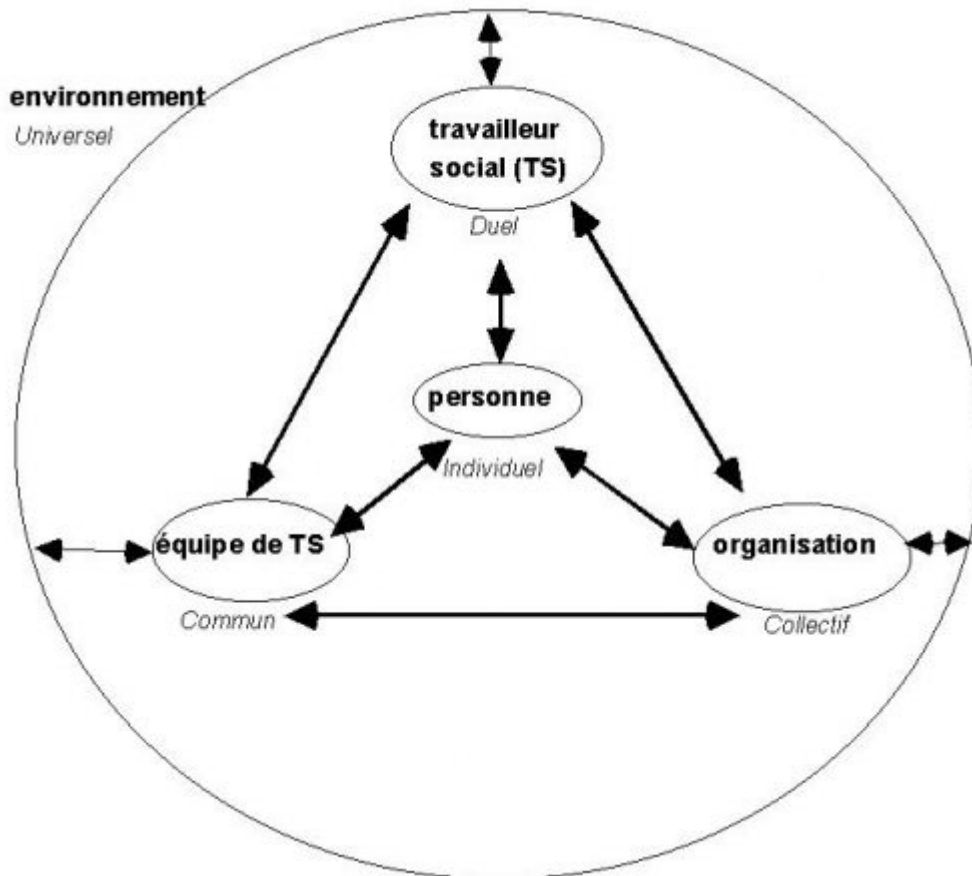 environnement
Universel
travailleur
social (TS)
Duel
personne
Individuel
équipe de TS
Commun
organisation
Collectif